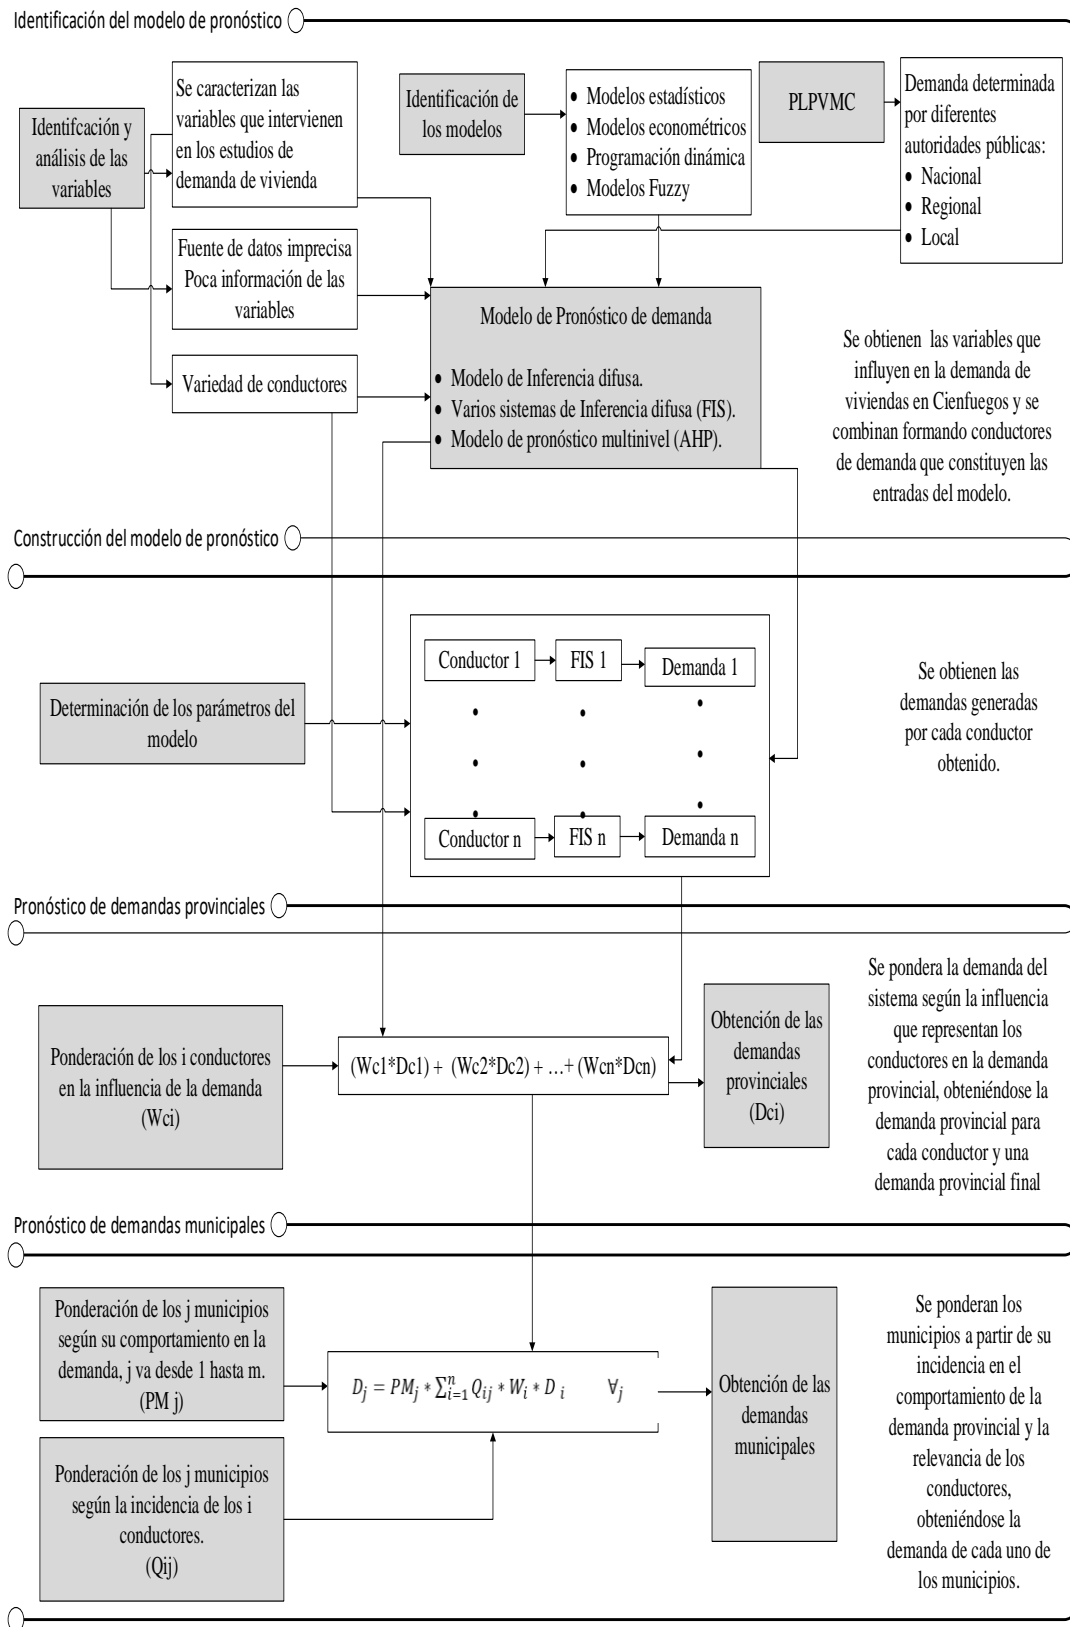 Identificación del modelo de pronóstico
Identifcación y
análisis de las
variables
Se caracterizan las
variables que intervienen
en los estudios de
demanda de vivienda
Fuente de datos imprecisa
Poca información de las
variables
Variedad de conductores
Identificación de
los modelos
• Modelos estadísticos
• Modelos econométricos
• Programación dinámica
• Modelos Fuzzy
PLPVMC
Demanda determinada
por diferentes
autoridades públicas:
• Nacional
• Regional
• Local
Modelo de Pronóstico de demanda
• Modelo de Inferencia difusa.
• Varios sistemas de Inferencia difusa (FIS).
• Modelo de pronóstico multinivel (AHP).
Se obtienen las variables que
influyen en la demanda de
viviendas en Cienfuegos y se
combinan formando conductores
de demanda que constituyen las
entradas del modelo.
Construcción del modelo de pronóstico
Determinación de los parámetros del
modelo
Conductor 1
FIS 1
Demanda 1
Conductor n
FIS n
Demanda n
Se obtienen las
demandas generadas
por cada conductor
obtenido.
Pronóstico de demandas provinciales
Ponderación de los i conductores
en la influencia de la demanda
(Wci)
(Wc1*Dc1) + (Wc2*Dc2) + …+ (Wcn*Dcn)
Obtención de las
demandas
provinciales
(Dci)
Se pondera la demanda del
sistema según la influencia
que representan los
conductores en la demanda
provincial, obteniéndose la
demanda provincial para
cada conductor y una
demanda provincial final
Pronóstico de demandas municipales
Ponderación de los j municipios
según su comportamiento en la
demanda, j va desde 1 hasta m.
(PM j)
Ponderación de los j municipios
según la incidencia de los i
conductores.
(Qij)
D_j = PM_j * ∑_{i=1}^{n} Q_{ij} * W_i * D_i ∀_j
Obtención de las
demandas
municipales
Se ponderan los
municipios a partir de su
incidencia en el
comportamiento de la
demanda provincial y la
relevancia de los
conductores,
obteniéndose la
demanda de cada uno de
los municipios.